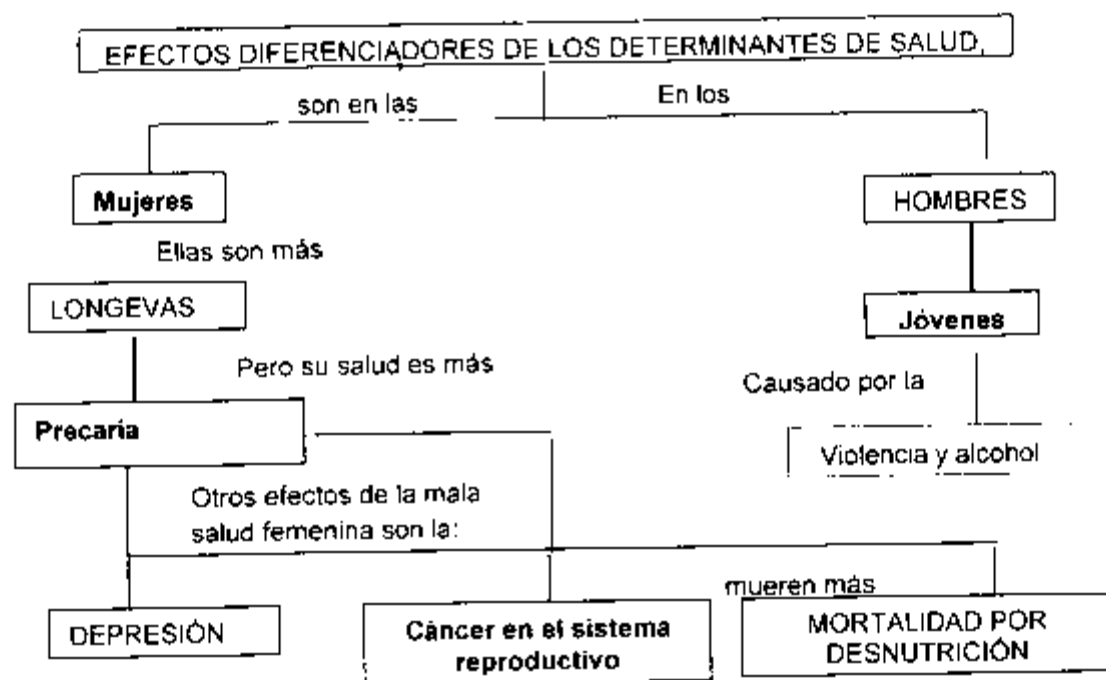 EFECTOS DIFERENCIADORES DE LOS DETERMINANTES DE SALUD,
son en las
En los
Mujeres
HOMBRES
Ellas son más
LONGEVAS
Jóvenes
Pero su salud es más
Causado por la
Precaria
Violencia y alcohol
Otros efectos de la mala
salud femenina son la:
mueren más
DEPRESIÓN
Càncer en el sistema
reproductivo
MORTALIDAD POR
DESNUTRICIÓN